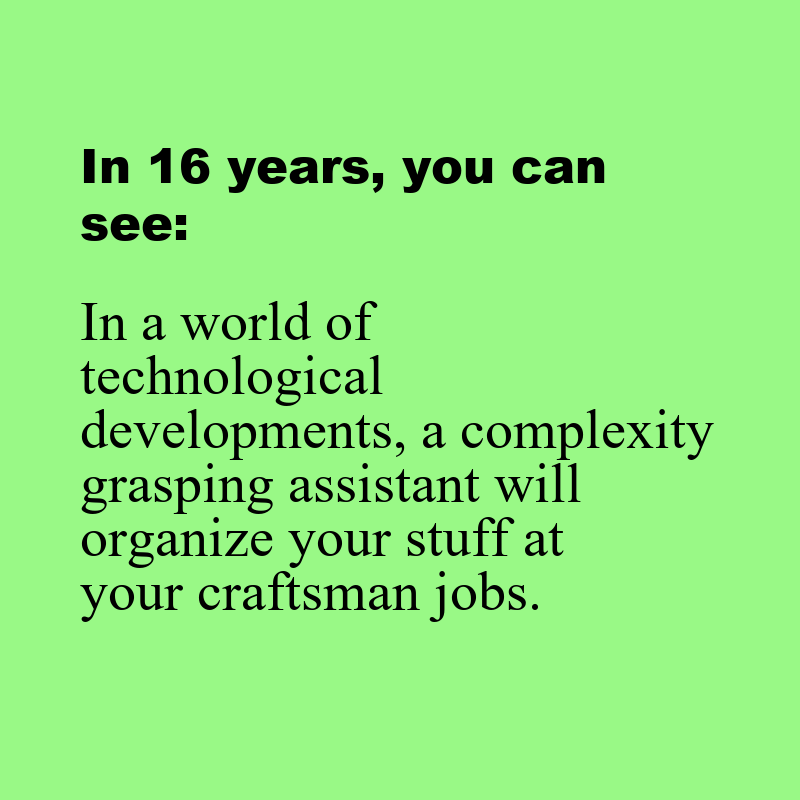 In 16 years, you can
see:
In a world of
technological
developments, a complexity
grasping assistant will
organize your stuff at
your craftsman jobs.